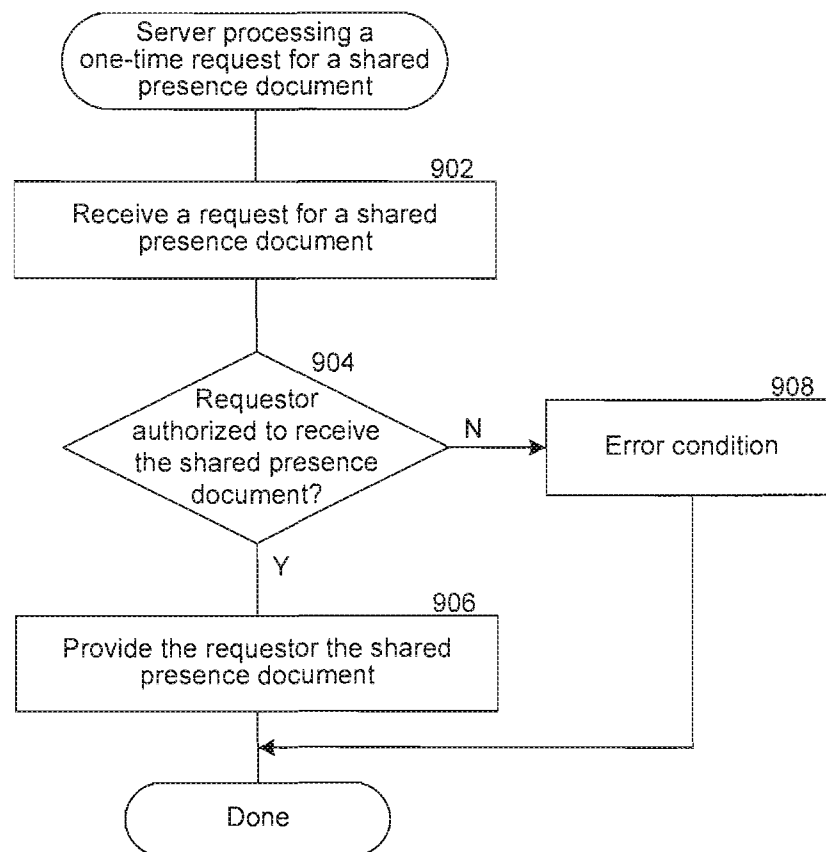 Server processing a
one-time request for a shared
presence document
902
Receive a request for a shared
presence document
904
Requestor
authorized to receive
the shared presence
document?
N
908
Error condition
Y
906
Provide the requestor the shared
presence document
Done